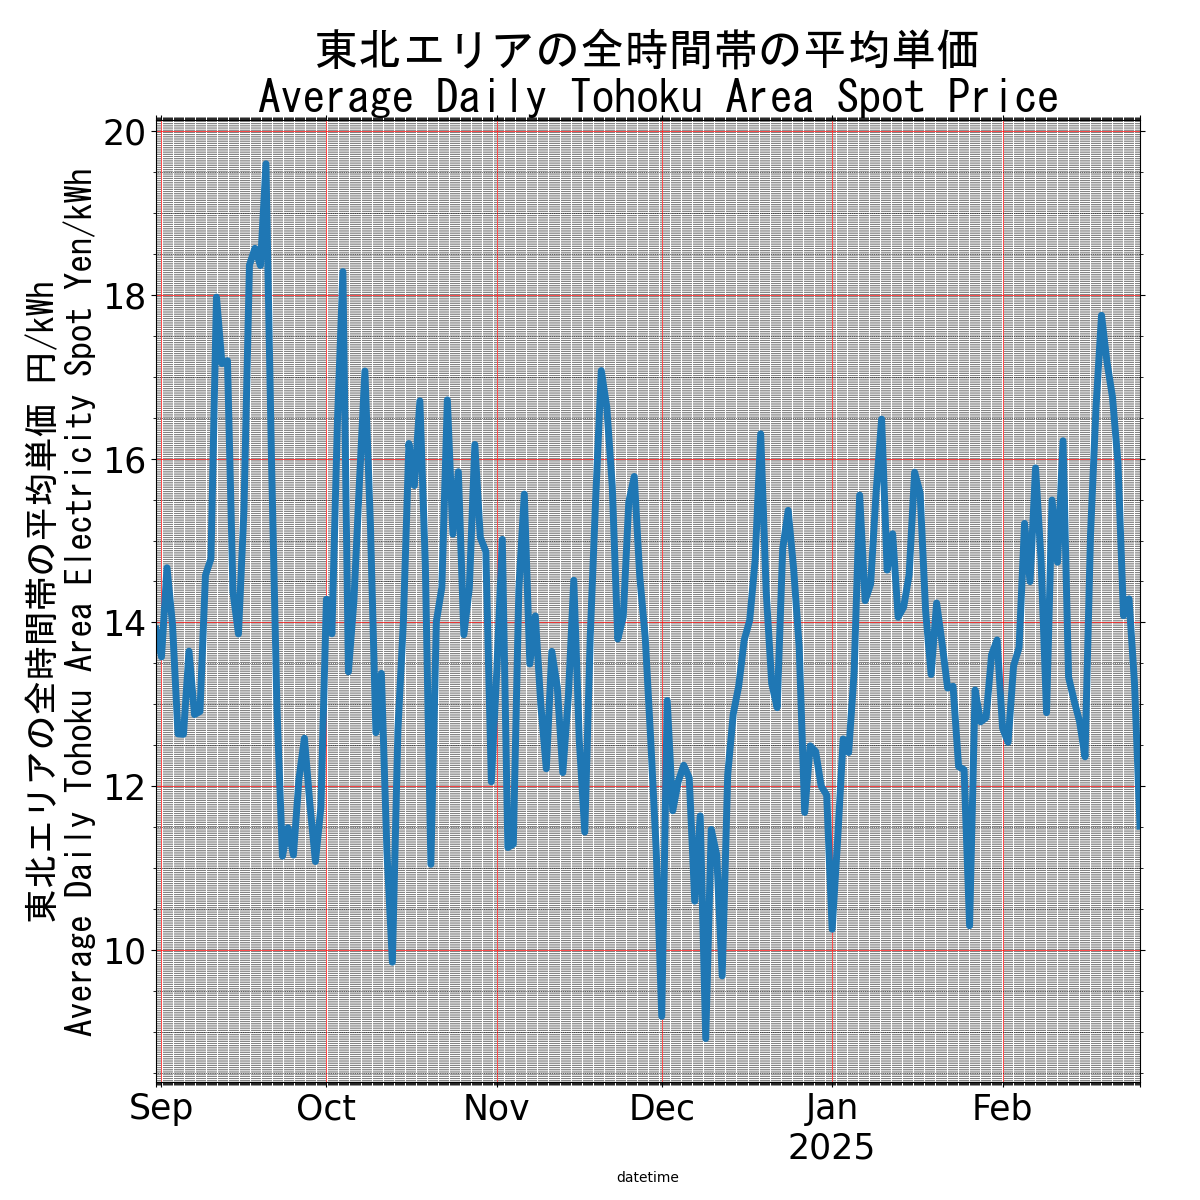 東北エリアの全時間帯の平均単価
Average Daily Tohoku Area Spot Price
東北エリアの全時間帯の平均単価 円/kWh
Average Daily Tohoku Area Electricity Spot Yen/kWh
20
18
16
14
12
10
Sep Oct Nov Dec Jan Feb
2025
datetime